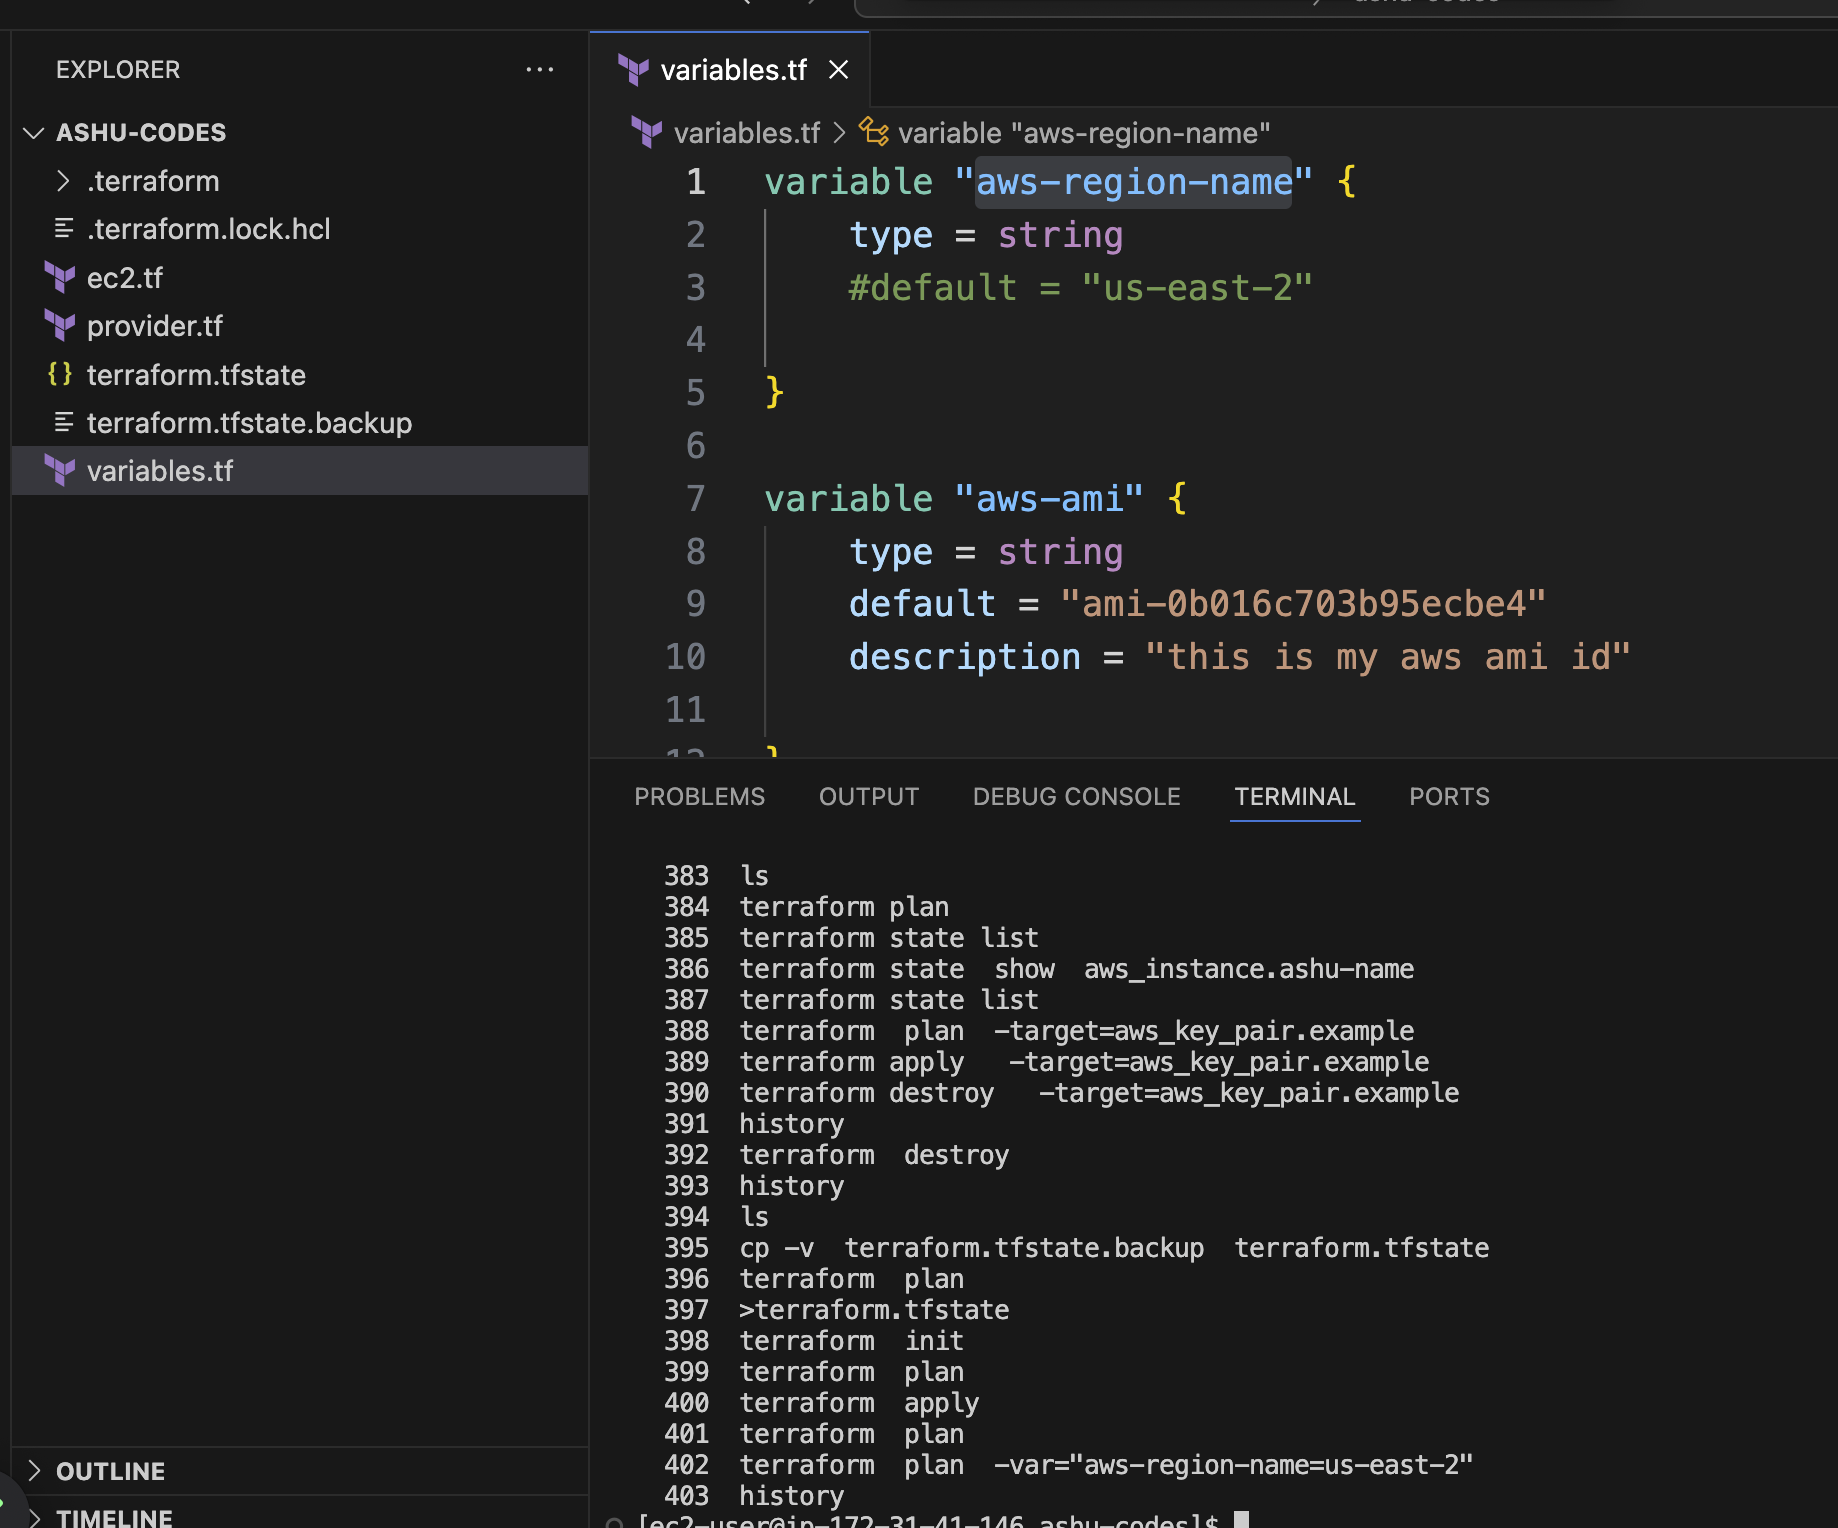 EXPLORER
ASHU-CODES
.terraform
.terraform.lock.hcl
ec2.tf
provider.tf
terraform.tfstate
terraform.tfstate.backup
variables.tf
OUTLINE
TIMELINE
variables.tf
variables.tf > variable "aws-region-name"
1 variable "aws-region-name" {
2 type = string
3 #default = "us-east-2"
4
5 }
6
7 variable "aws-ami" {
8 type = string
9 default = "ami-0b016c703b95ecbe4"
10 description = "this is my aws ami id"
11
12 }
PROBLEMS OUTPUT DEBUG CONSOLE TERMINAL PORTS
383 ls
384 terraform plan
385 terraform state list
386 terraform state show aws_instance.ashu-name
387 terraform state list
388 terraform plan -target=aws_key_pair.example
389 terraform apply -target=aws_key_pair.example
390 terraform destroy -target=aws_key_pair.example
391 history
392 terraform destroy
393 history
394 ls
395 cp -v terraform.tfstate.backup terraform.tfstate
396 terraform plan
397 >terraform.tfstate
398 terraform init
399 terraform plan
400 terraform apply
401 terraform plan
402 terraform plan -var="aws-region-name=us-east-2"
403 history
[ec2-user@ip-172-31-41-146 ashu-codes]$